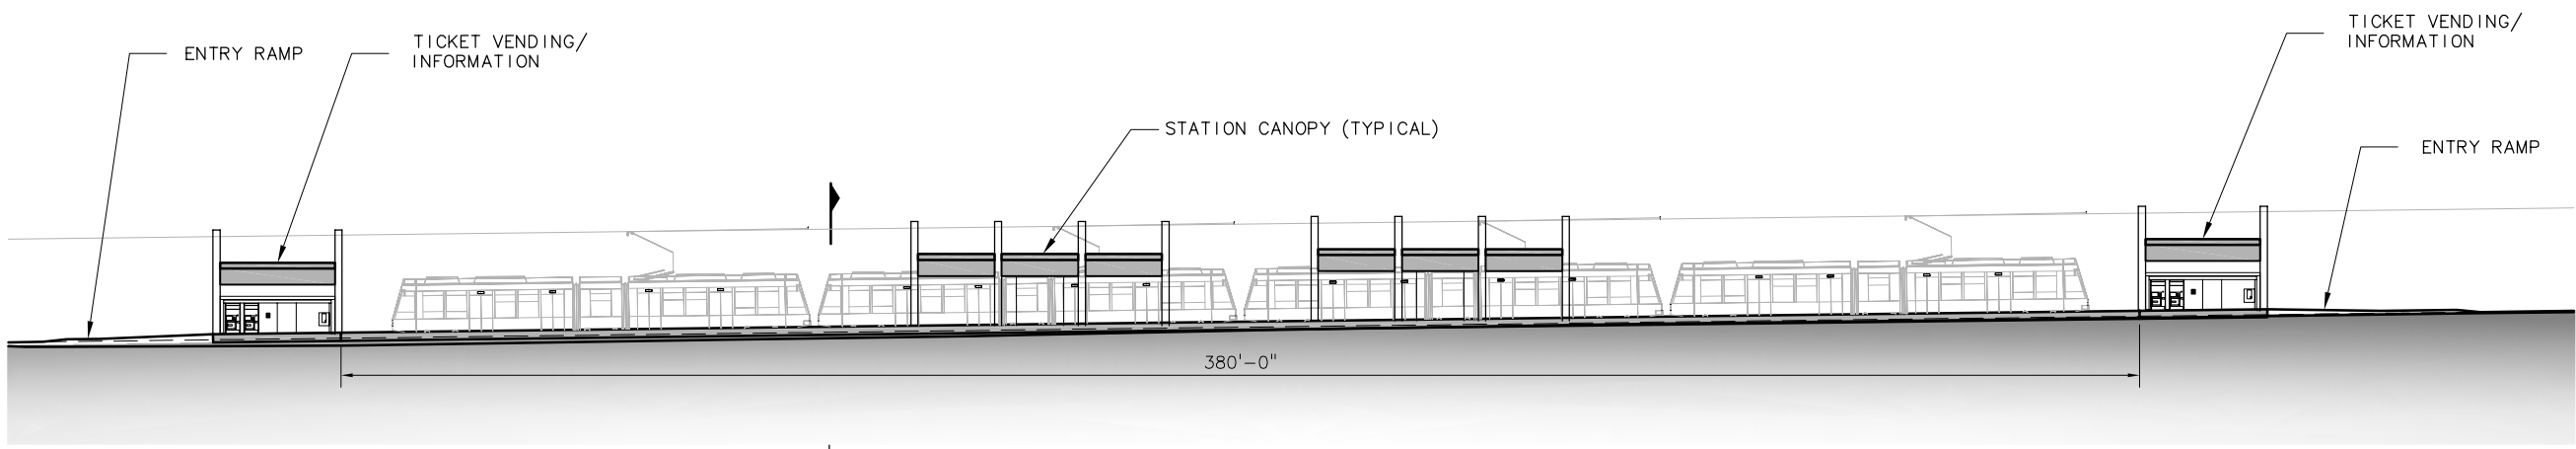 ENTRY RAMP
TICKET VENDING/
INFORMATION
STATION CANOPY (TYPICAL)
TICKET VENDING/
INFORMATION
ENTRY RAMP
380'-0"